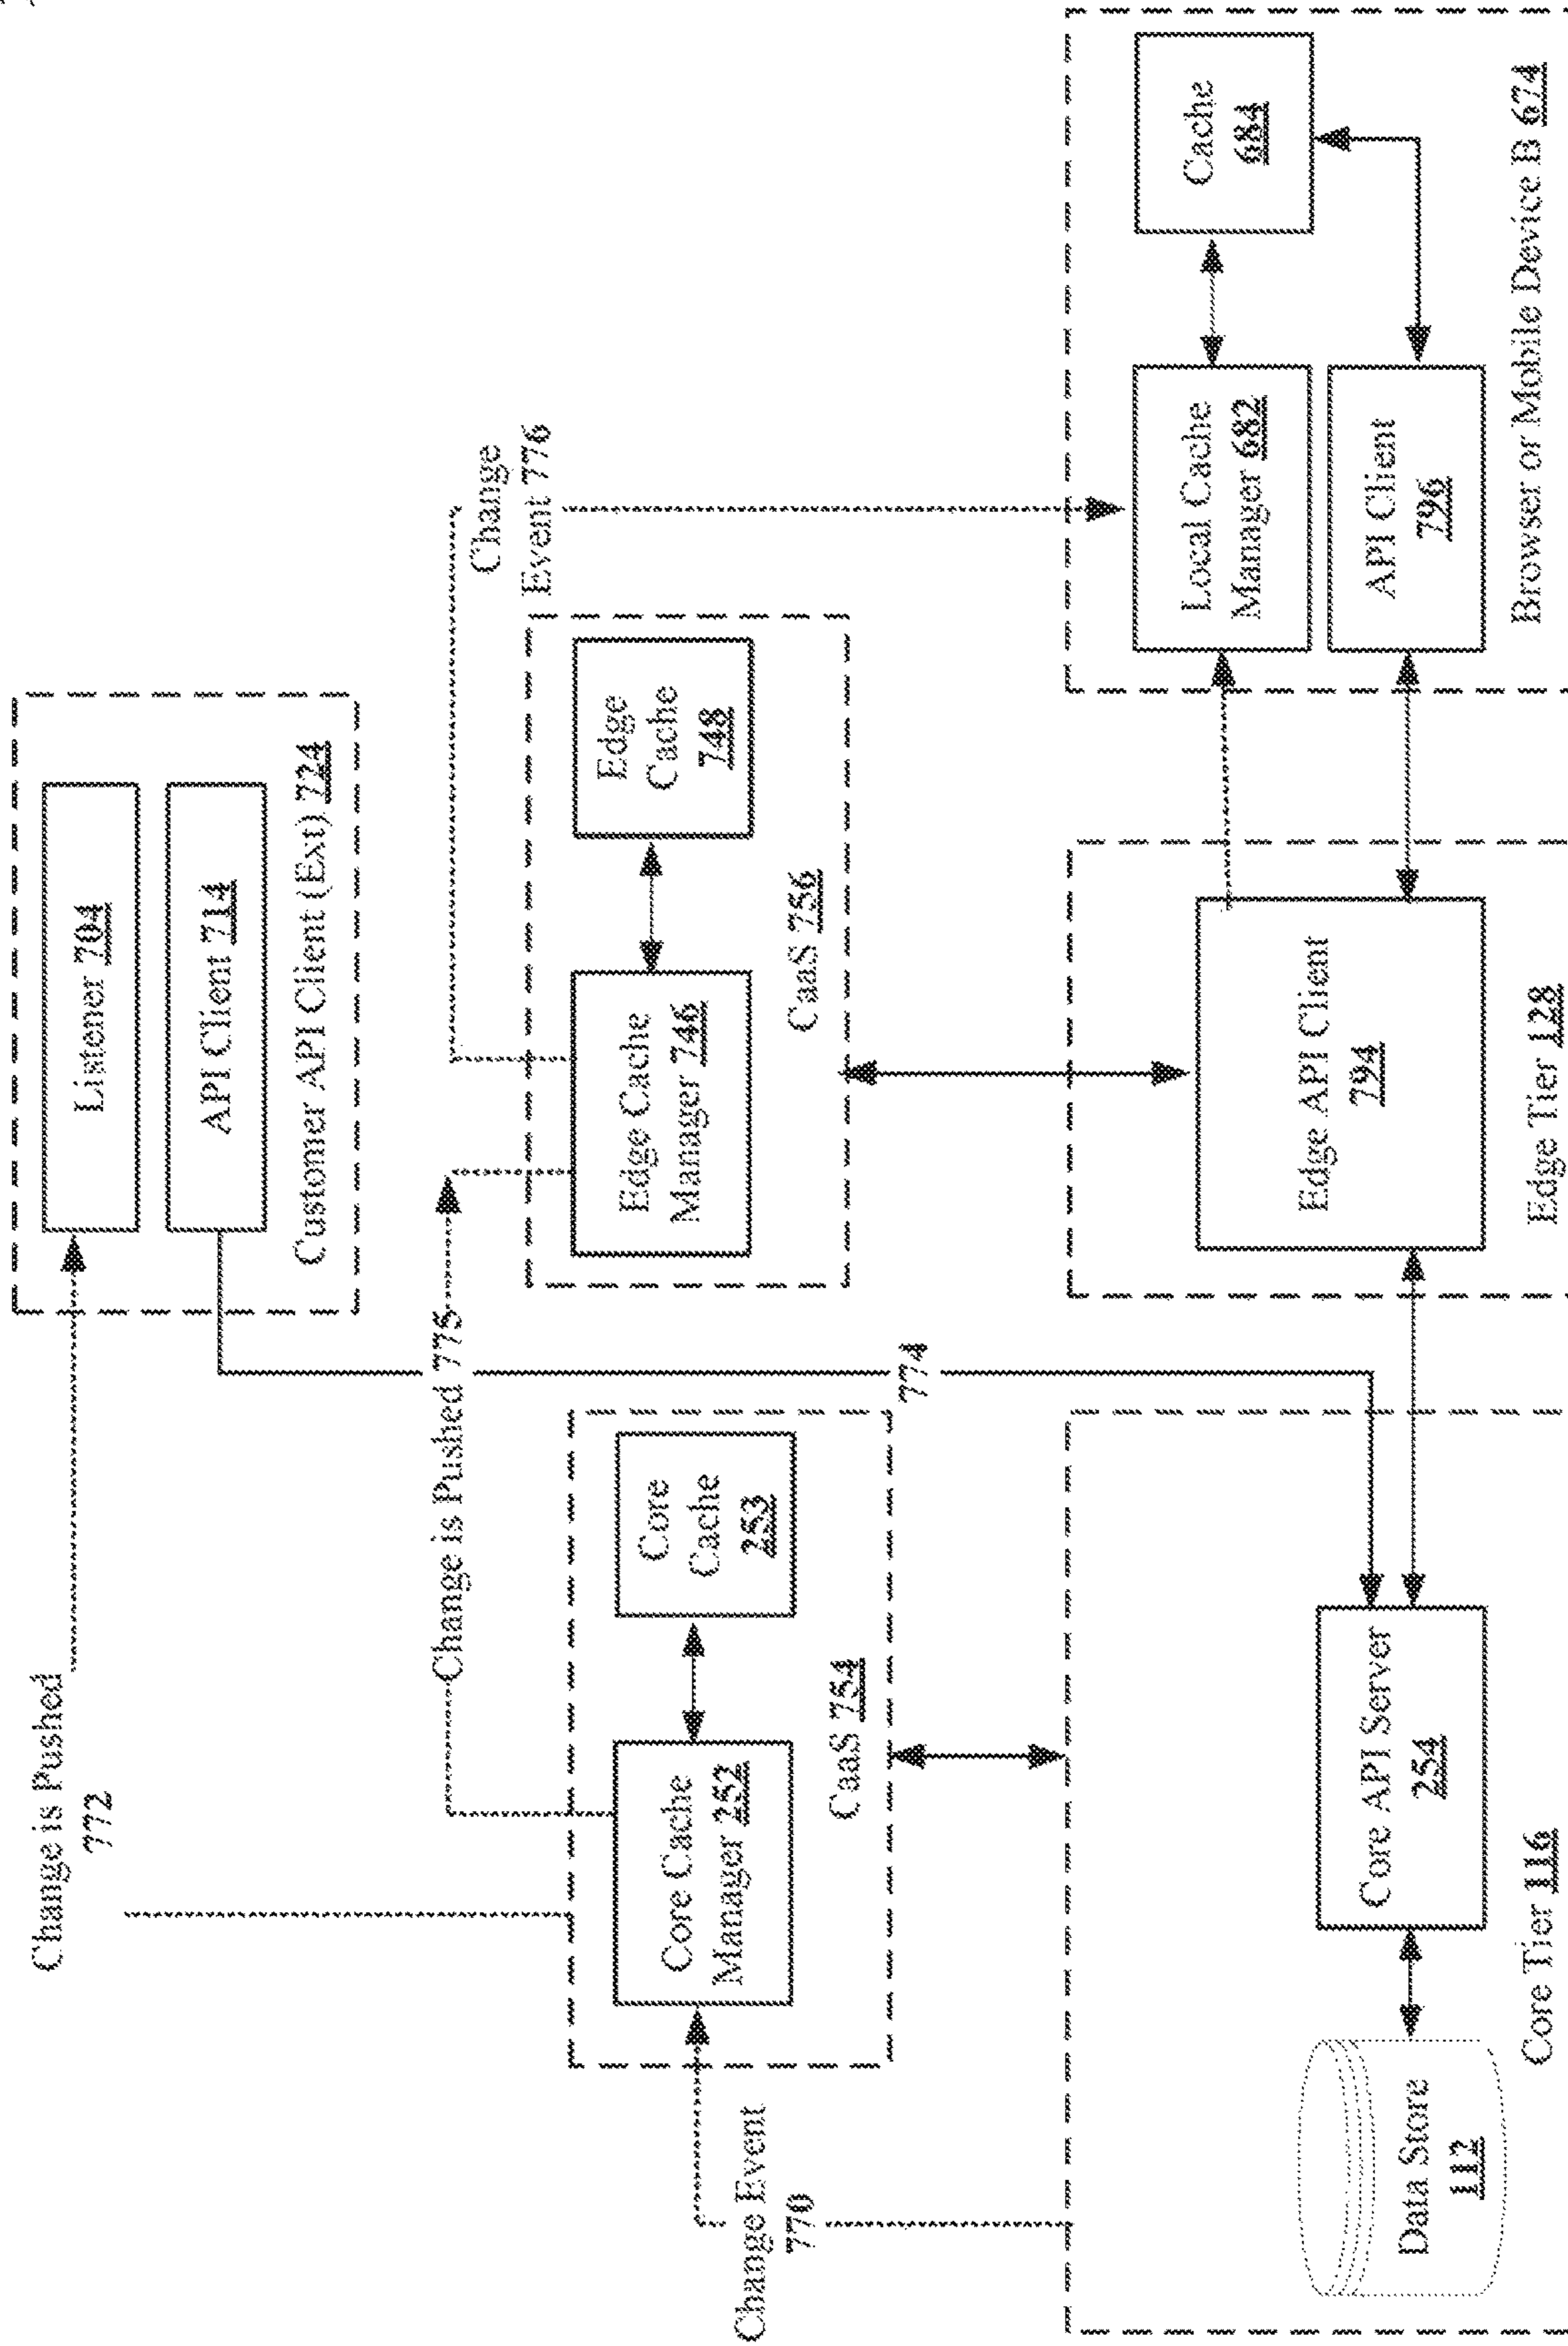 Change is Pushed
772
Listener 704
API Client 714
Customer API Client (Ext) 724
Change is Pushed 775
Change
Event 776
Change Event
770
Core Cache
Manager 252
Core
Cache
253
CaaS 754
774
Edge Cache
Manager 746
Edge
Cache
748
CaaS 756
Data Store
112
Core API Server
254
Core Tier 116
Edge API Client
794
Edge Tier 128
Local Cache
Manager 682
Cache
684
API Client
796
Browser or Mobile Device B 674